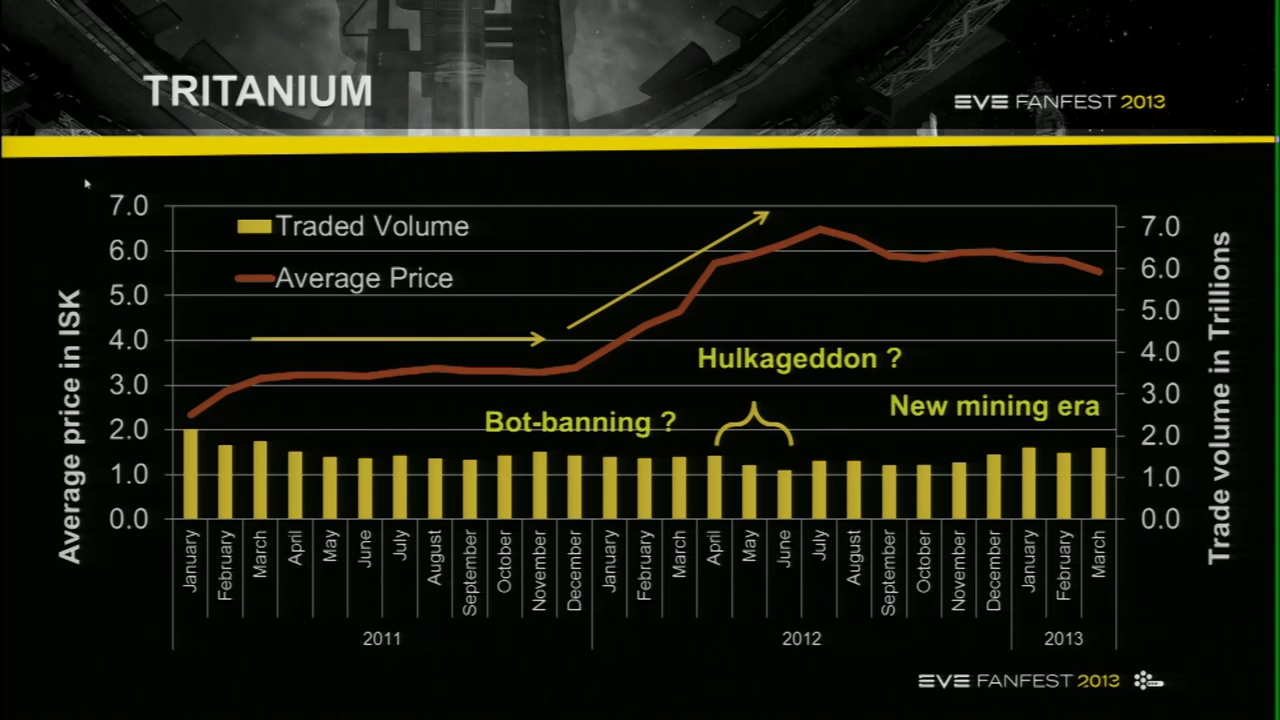 TRITANIUM
EVE FANFEST 2013
7.0
6.0
5.0
4.0
3.0
2.0
1.0
0.0
Average price in ISK
Traded Volume
Average Price
Hulkageddon ?
Bot-banning ?
New mining era
7.0
6.0
5.0
4.0
3.0
2.0
1.0
0.0
Trade volume in Trillions
January
February
March
April
May
June
July
August
September
October
November
December
January
February
March
April
May
June
July
August
September
October
November
December
January
February
March
2011
2012
2013
EVE FANFEST 2013